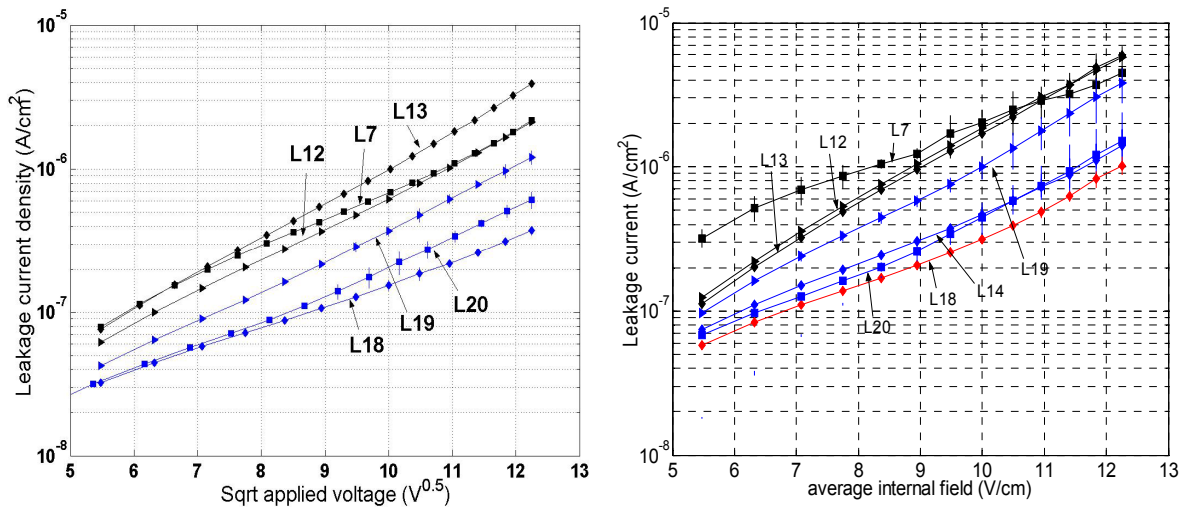 10^-5
10^-6
10^-7
10^-8
Leakage current density (A/cm^2)
L13
L7
L12
L20
L19
L18
5 6 7 8 9 10 11 12 13
Sqrt applied voltage (V^0.5)
10^-5
10^-6
10^-7
10^-8
Leakage current (A/cm^2)
L7
L12
L13
L19
L14
L18
L20
5 6 7 8 9 10 11 12 13
average internal field (V/cm)